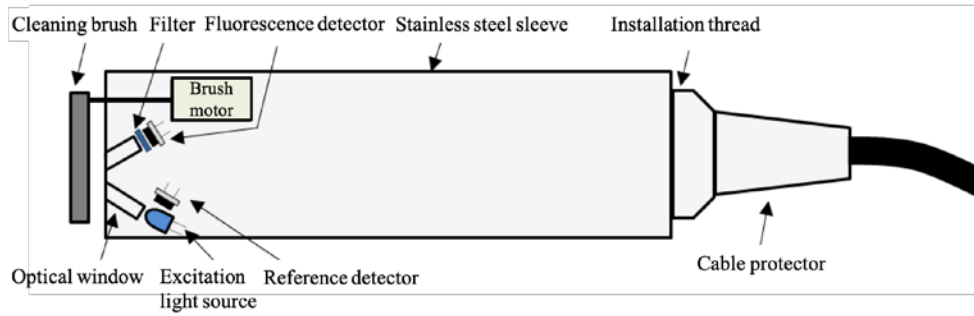 Cleaning brush
Filter
Fluorescence detector
Stainless steel sleeve
Installation thread
Brush
motor
Optical window
Excitation
light source
Reference detector
Cable protector